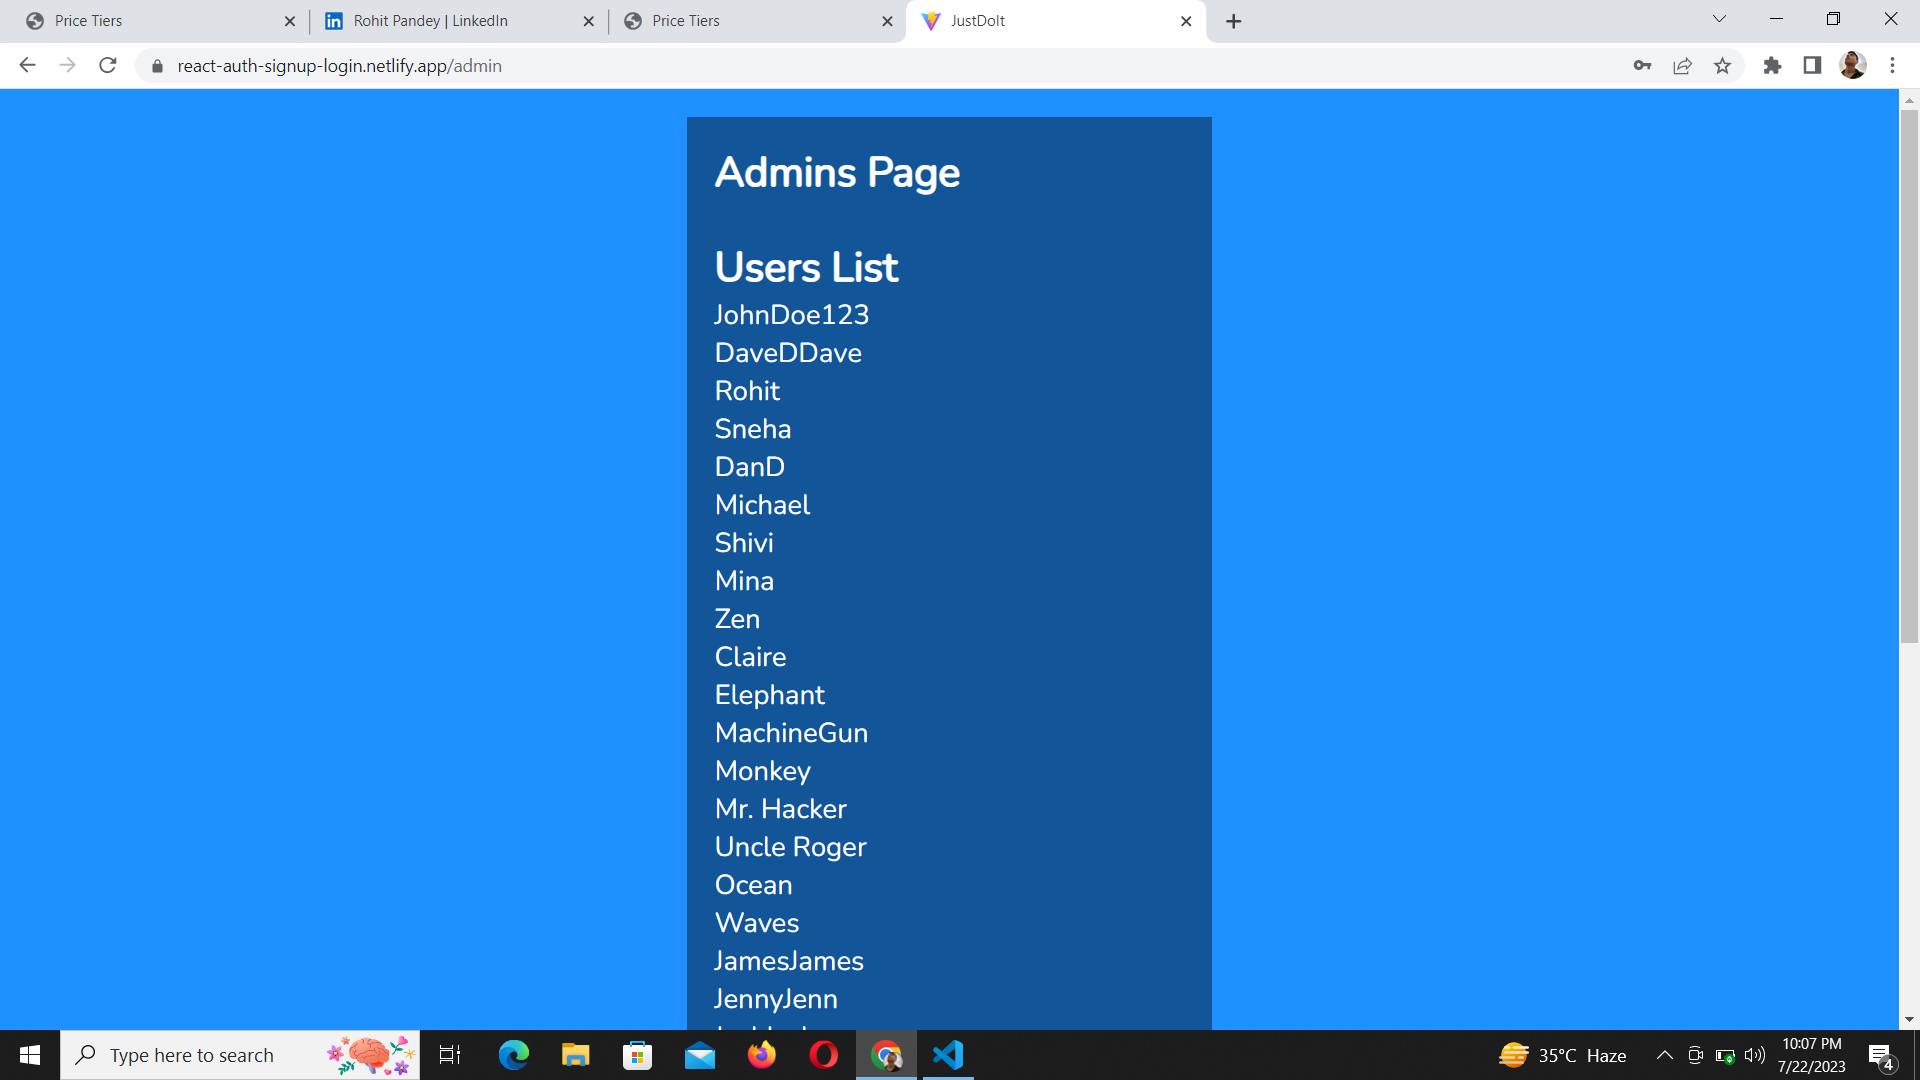 Price Tiers
Rohit Pandey | LinkedIn
Price Tiers
JustDoIt
react-auth-signup-login.netlify.app/admin
Admins Page
Users List
JohnDoe123
DaveDDave
Rohit
Sneha
DanD
Michael
Shivi
Mina
Zen
Claire
Elephant
MachineGun
Monkey
Mr. Hacker
Uncle Roger
Ocean
Waves
JamesJames
JennyJenn
Type here to search
35°C Haze
10:07 PM
7/22/2023
4